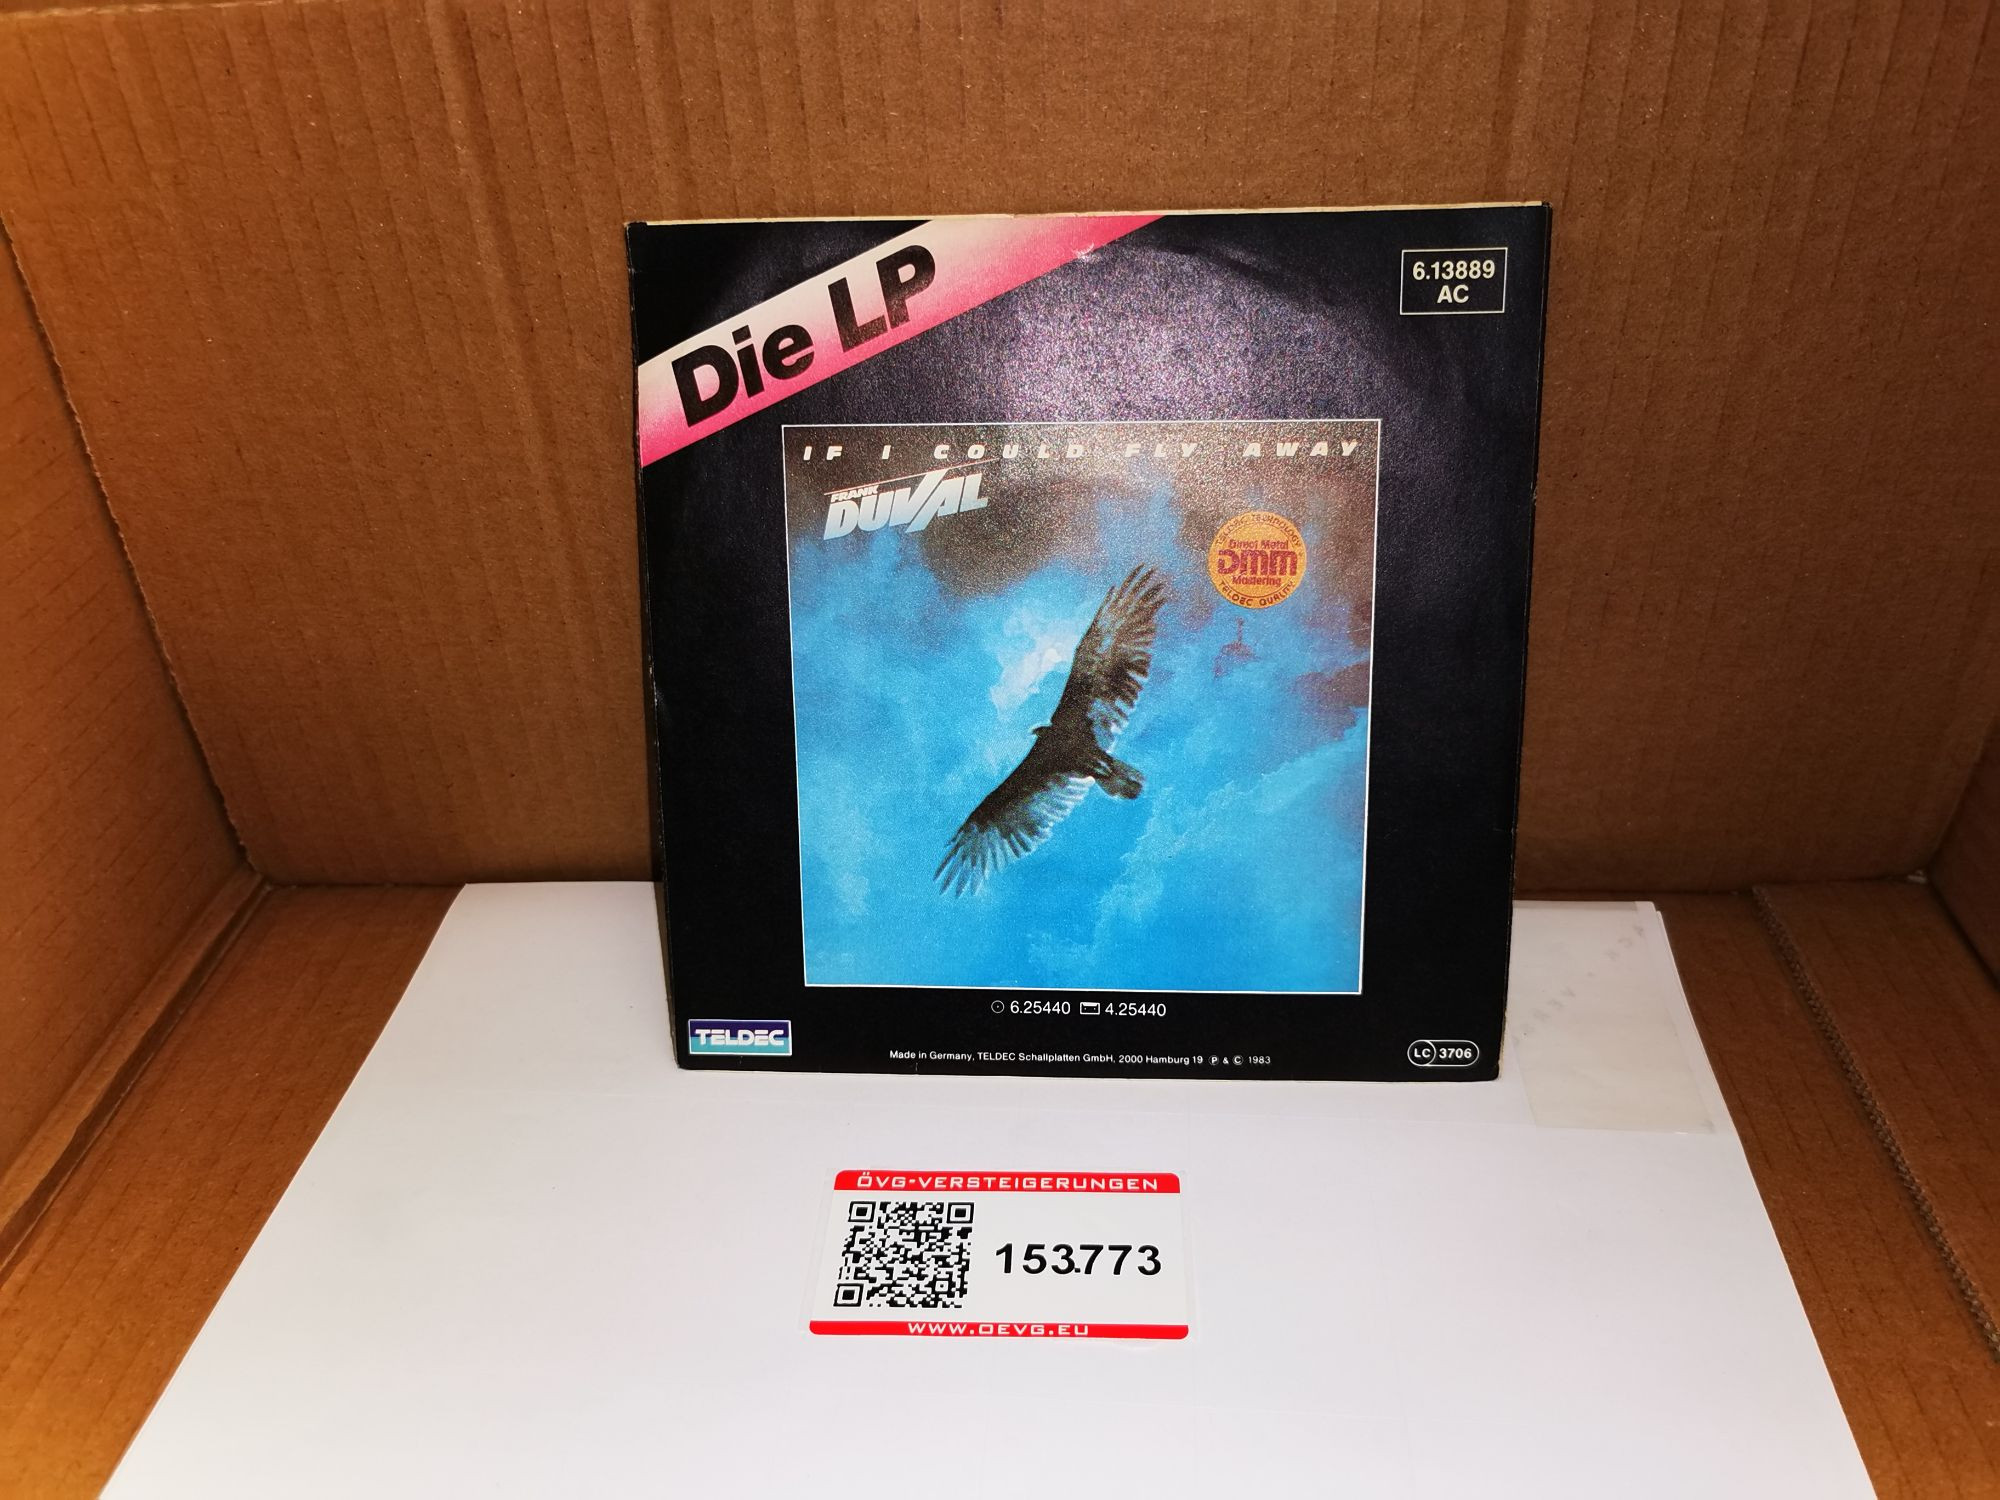 Die LP
6.13889
AC
IF I COULD FLY AWAY
FRANK
DUVAL
TELDEC TECHNOLOGY
Direct Metal
DMM
Mastering
TELDEC QUALITY
6.25440 4.25440
TELDEC
Made in Germany, TELDEC Schallplatten GmbH, 2000 Hamburg 19 Ⓟ & © 1983
LC 3706
ÖVG-VERSTEIGERUNGEN
153.773
WWW.OEVG.EU